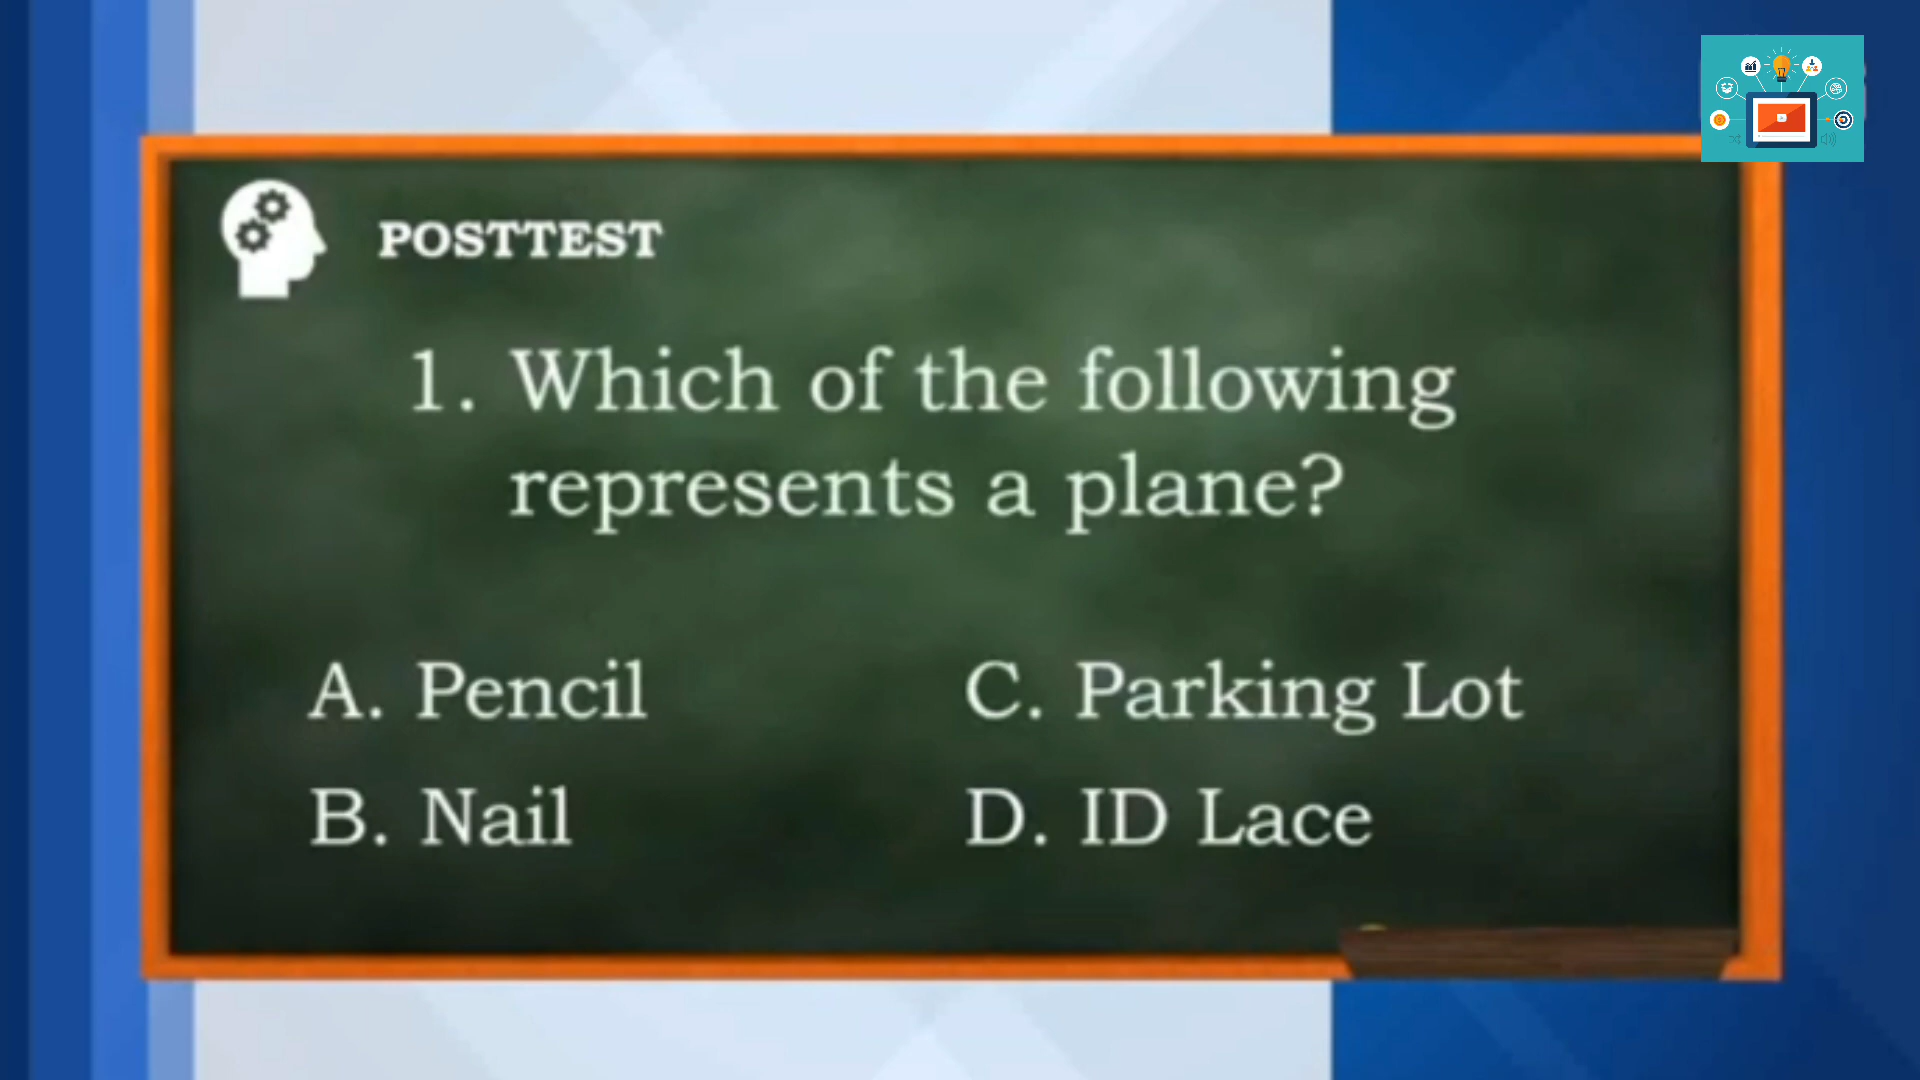 POSTTEST
1. Which of the following
represents a plane?
A. Pencil
C. Parking Lot
B. Nail
D. ID Lace